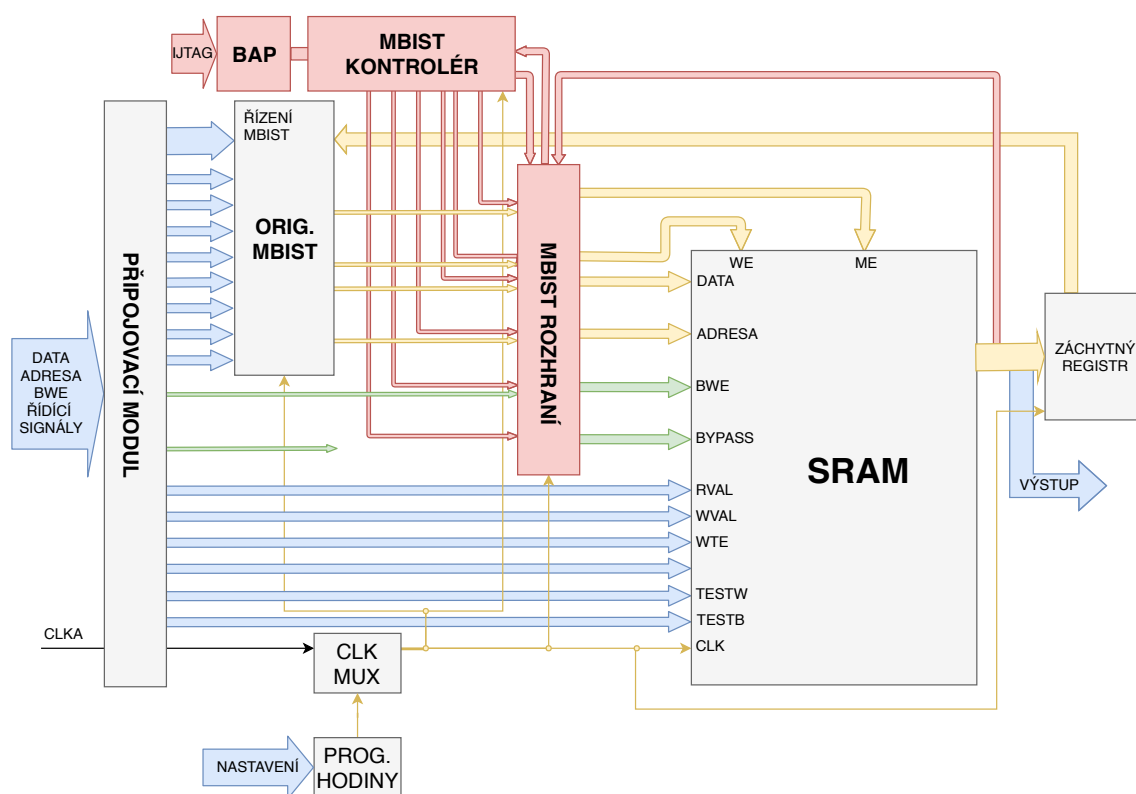 IJTAG
BAP
MBIST
KONTROLÉR
ŘÍZENÍ
MBIST
ORIG.
MBIST
PŘIPOJOVACÍ MODUL
MBIST ROZHRANÍ
DATA
ADRESA
BWE
ŘÍDÍCÍ
SIGNÁLY
WE
ME
DATA
ADRESA
BWE
BYPASS
SRAM
RVAL
WVAL
WTE
TESTW
TESTB
CLK
ZÁCHYTNÝ
REGISTR
VÝSTUP
CLKA
CLK
MUX
NASTAVENÍ
PROG.
HODINY